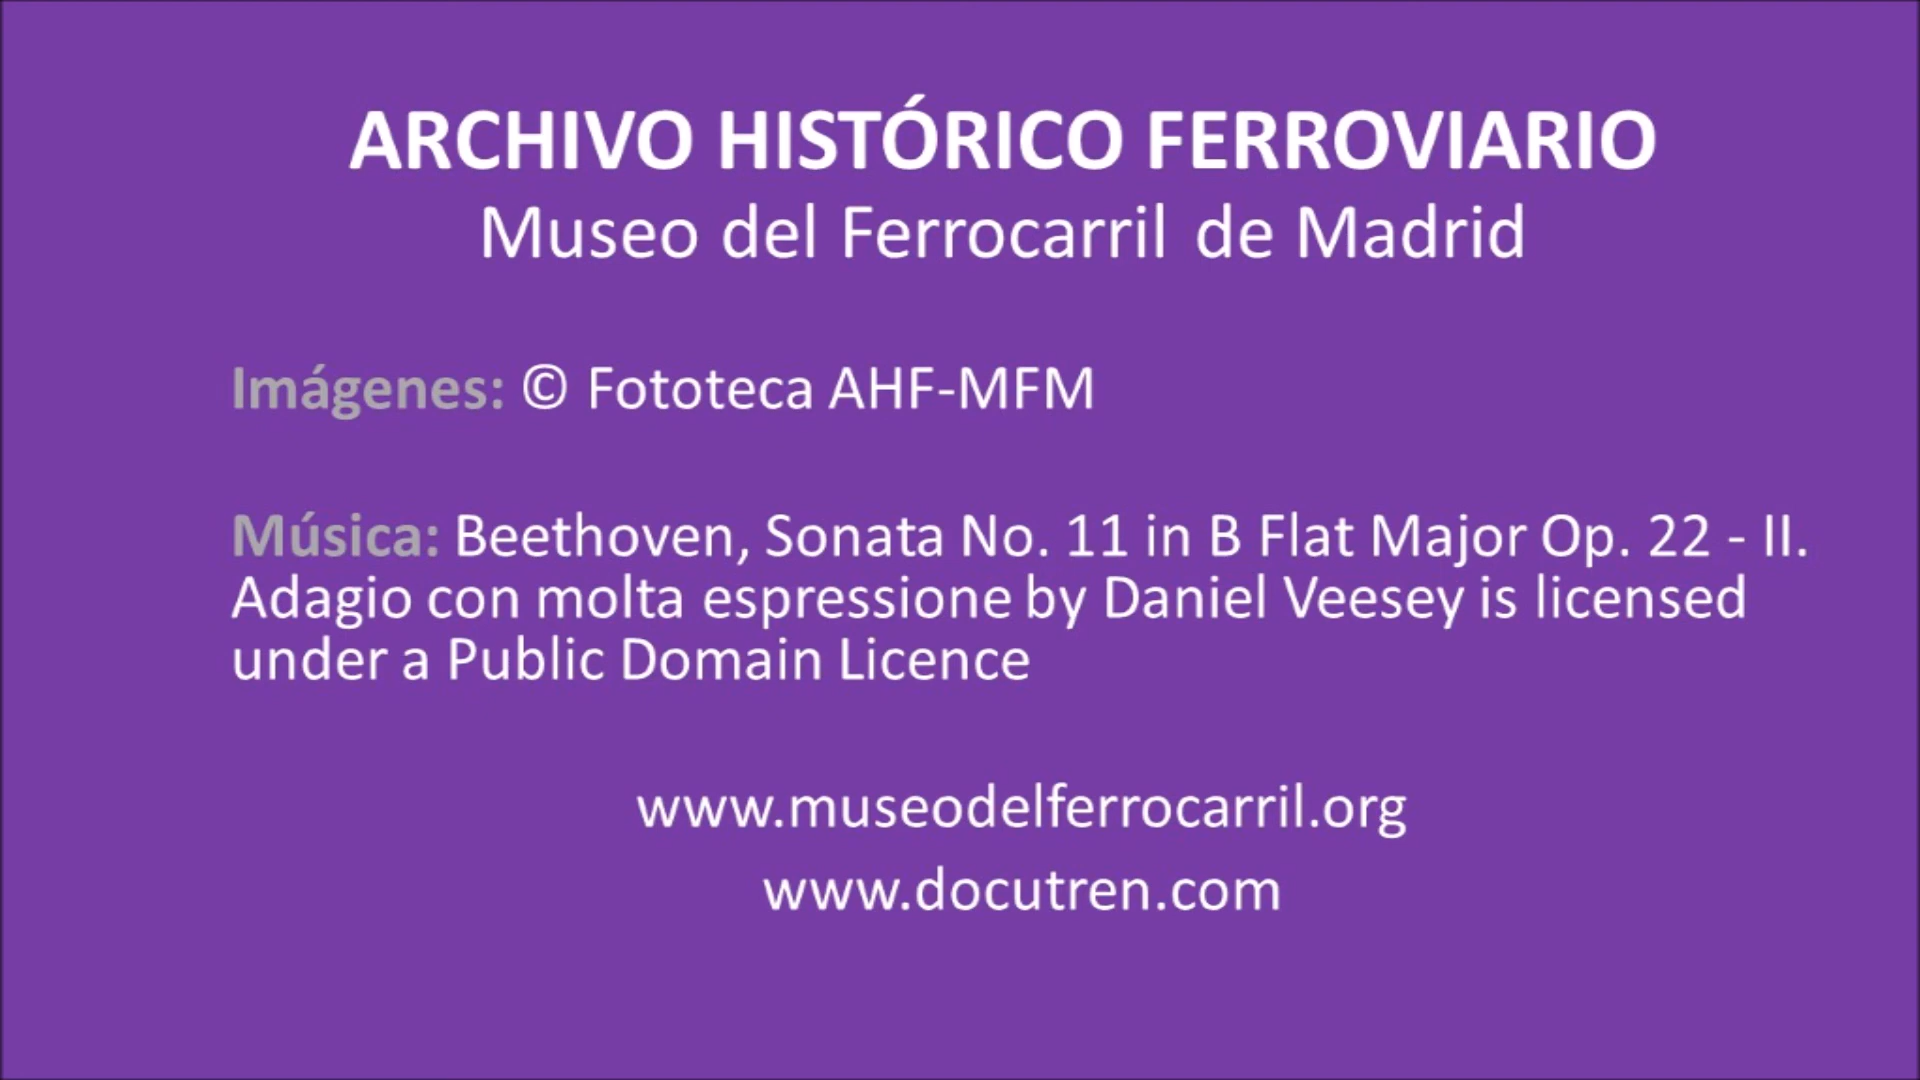 ARCHIVO HISTÓRICO FERROVIARIO
Museo del Ferrocarril de Madrid
Imágenes: © Fototeca AHF-MFM
Música: Beethoven, Sonata No. 11 in B Flat Major Op. 22 - II.
Adagio con molta espressione by Daniel Veesey is licensed
under a Public Domain Licence
www.museodelferrocarril.org
www.docutren.com